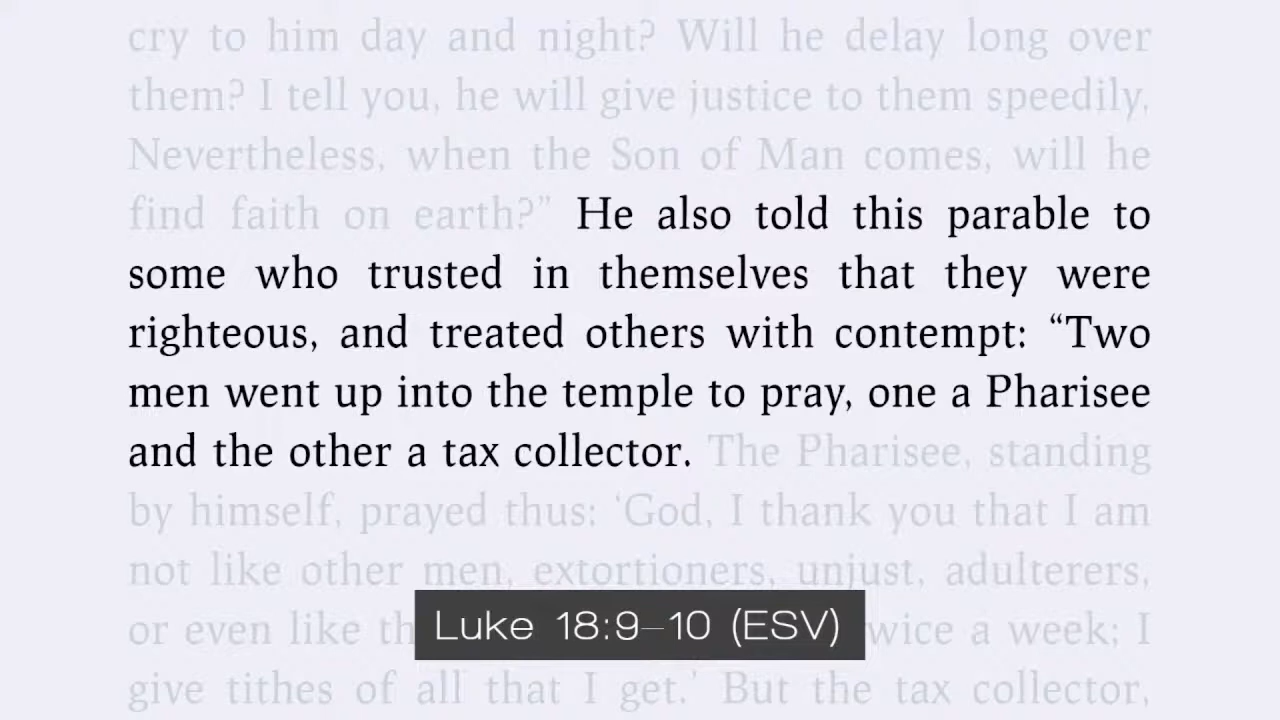 cry to him day and night? Will he delay long over
them? I tell you, he will give justice to them speedily.
Nevertheless, when the Son of Man comes, will he
find faith on earth?” He also told this parable to
some who trusted in themselves that they were
righteous, and treated others with contempt: “Two
men went up into the temple to pray, one a Pharisee
and the other a tax collector. The Pharisee, standing
by himself, prayed thus: ‘God, I thank you that I am
not like other men, extortioners, unjust, adulterers,
or even like wice a week; I
Luke 18:9–10 (ESV)
give tithes of all that I get.’ But the tax collector,